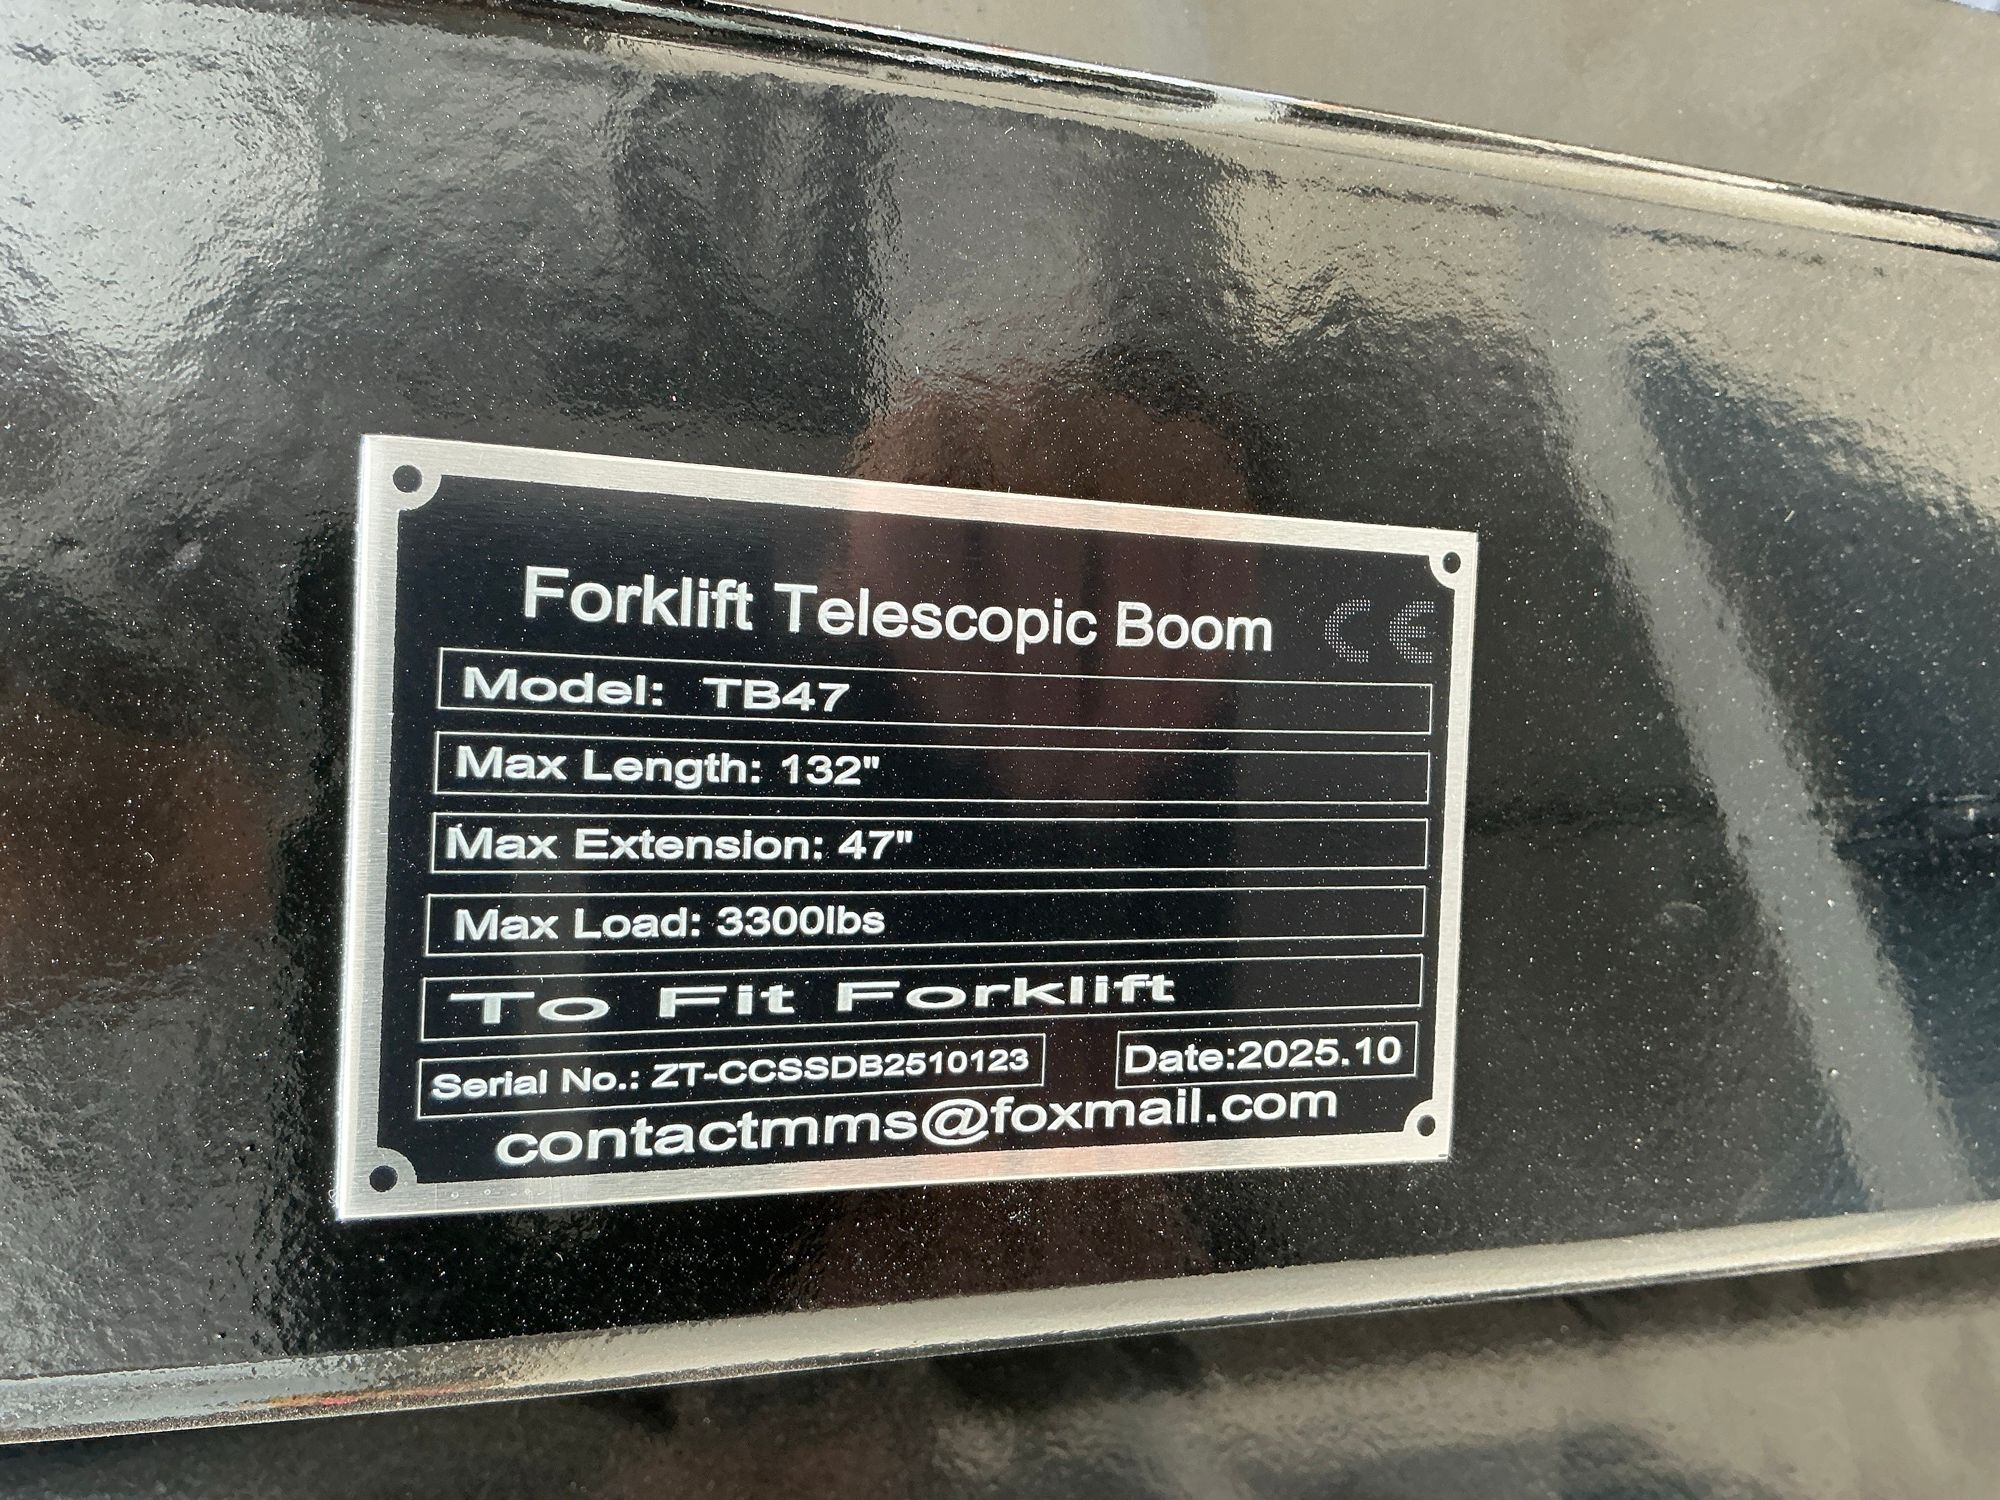 Forklift Telescopic Boom CE
Model: TB47
Max Length: 132"
Max Extension: 47"
Max Load: 3300lbs
To Fit Forklift
Serial No.: ZT-CCSSDB2510123 Date:2025.10
contactmms@foxmail.com